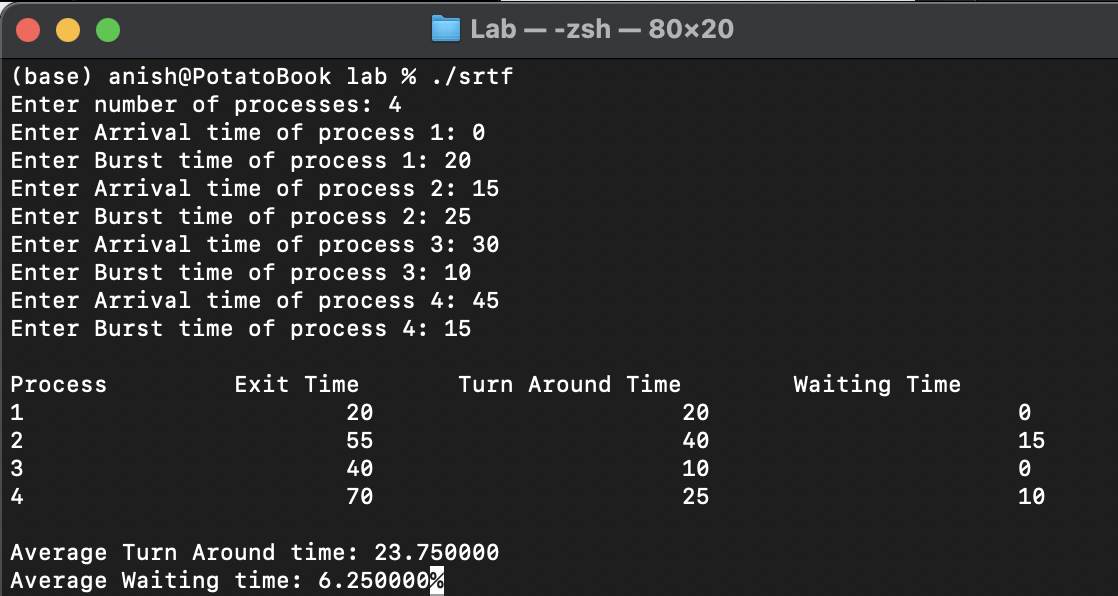 Lab — -zsh — 80×20
(base) anish@PotatoBook lab % ./srtf
Enter number of processes: 4
Enter Arrival time of process 1: 0
Enter Burst time of process 1: 20
Enter Arrival time of process 2: 15
Enter Burst time of process 2: 25
Enter Arrival time of process 3: 30
Enter Burst time of process 3: 10
Enter Arrival time of process 4: 45
Enter Burst time of process 4: 15
Process Exit Time Turn Around Time Waiting Time
1 20 20 0
2 55 40 15
3 40 10 0
4 70 25 10
Average Turn Around time: 23.750000
Average Waiting time: 6.250000%